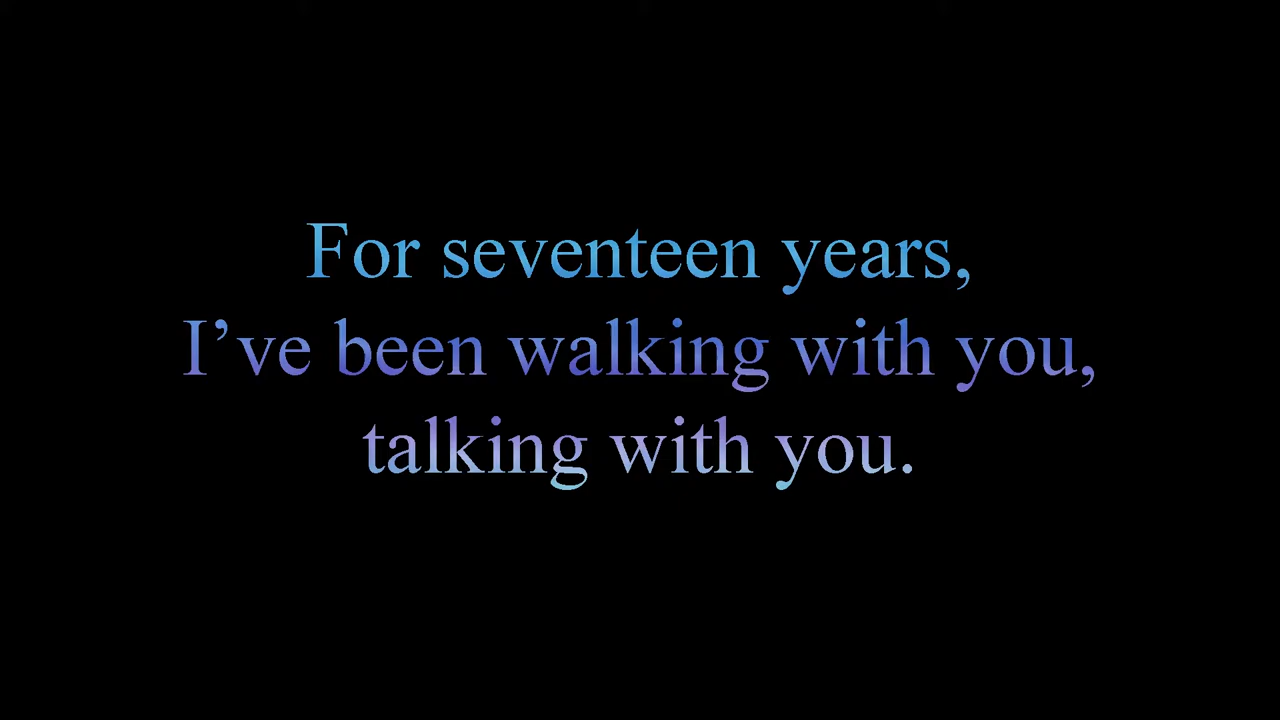 For seventeen years,
I’ve been walking with you,
talking with you.